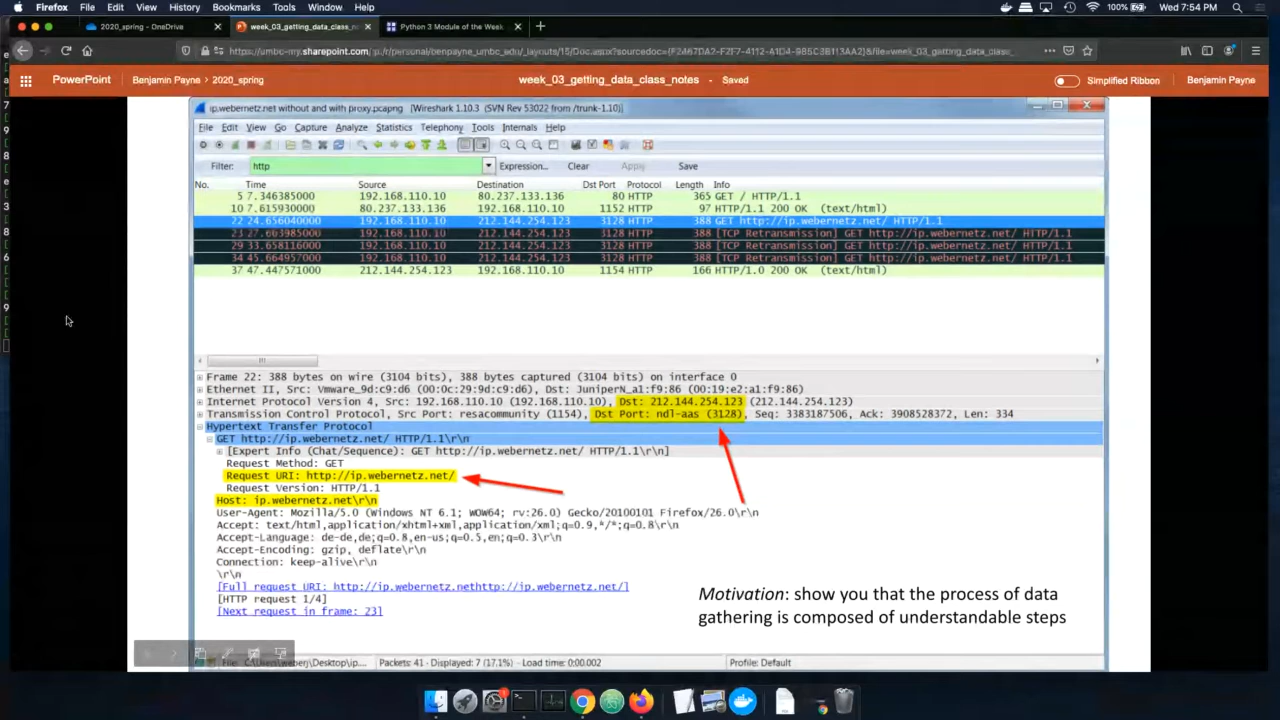 Firefox File Edit View History Bookmarks Tools Window Help 100% Wed 7:54 PM
2020_spring - OneDrive week_03_getting_data_class_no Python 3 Module of the Week
https://umbc-my.sharepoint.com/
PowerPoint Benjamin Payne > 2020_spring week_03_getting_data_class_notes - Saved Simplified Ribbon Benjamin Payne
ip.webernetz.net without and with proxy.pcapng [Wireshark 1.10.3 (SVN Rev 53022 from /trunk-1.10)]
File Edit View Go Capture Analyze Statistics Telephony Tools Internals Help
Filter: http Expression... Clear Apply Save
No. Time Source Destination Dst Port Protocol Length Info
5 7.346385000 192.168.110.10 80.237.133.136 80 HTTP 365 GET / HTTP/1.1
10 7.615930000 80.237.133.136 192.168.110.10 1152 HTTP 97 HTTP/1.1 200 OK (text/html)
22 24.656040000 192.168.110.10 212.144.254.123 3128 HTTP 388 GET http://ip.webernetz.net/ HTTP/1.1
23 27.663985000 192.168.110.10 212.144.254.123 3128 HTTP 388 [TCP Retransmission] GET http://ip.webernetz.net/ HTTP/1.1
29 33.658116000 192.168.110.10 212.144.254.123 3128 HTTP 388 [TCP Retransmission] GET http://ip.webernetz.net/ HTTP/1.1
34 45.664957000 192.168.110.10 212.144.254.123 3128 HTTP 388 [TCP Retransmission] GET http://ip.webernetz.net/ HTTP/1.1
37 47.447571000 212.144.254.123 192.168.110.10 1154 HTTP 166 HTTP/1.0 200 OK (text/html)
Frame 22: 388 bytes on wire (3104 bits), 388 bytes captured (3104 bits) on interface 0
Ethernet II, Src: Vmware_9d:c9:d6 (00:0c:29:9d:c9:d6), Dst: JuniperN_a1:f9:86 (00:19:e2:a1:f9:86)
Internet Protocol Version 4, Src: 192.168.110.10 (192.168.110.10), Dst: 212.144.254.123 (212.144.254.123)
Transmission Control Protocol, Src Port: resacommunity (1154), Dst Port: ndl-aas (3128), Seq: 3383187506, Ack: 3908528372, Len: 334
Hypertext Transfer Protocol
GET http://ip.webernetz.net/ HTTP/1.1\r\n
[Expert Info (Chat/Sequence): GET http://ip.webernetz.net/ HTTP/1.1\r\n]
Request Method: GET
Request URI: http://ip.webernetz.net/
Request Version: HTTP/1.1
Host: ip.webernetz.net\r\n
User-Agent: Mozilla/5.0 (Windows NT 6.1; WOW64; rv:26.0) Gecko/20100101 Firefox/26.0\r\n
Accept: text/html,application/xhtml+xml,application/xml;q=0.9,*/*;q=0.8\r\n
Accept-Language: de-de,de;q=0.8,en-us;q=0.5,en;q=0.3\r\n
Accept-Encoding: gzip, deflate\r\n
Connection: keep-alive\r\n
\r\n
[Full request URI: http://ip.webernetz.nethttp://ip.webernetz.net/]
[HTTP request 1/4]
[Next request in frame: 23]
Motivation: show you that the process of data
gathering is composed of understandable steps
File: C:\Users\weberj\Desktop\ip.... Packets: 41 · Displayed: 7 (17,1%) · Load time: 0:00.002 Profile: Default